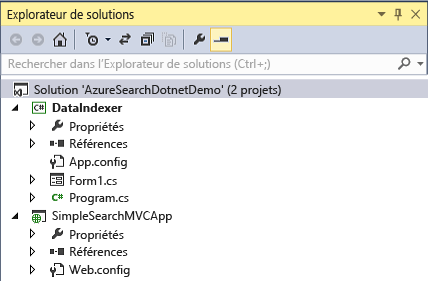 Explorateur de solutions
Rechercher dans l'Explorateur de solutions (Ctrl+;)
Solution 'AzureSearchDotnetDemo' (2 projets)
C# DataIndexer
Propriétés
Références
App.config
Form1.cs
C# Program.cs
SimpleSearchMVCApp
Propriétés
Références
Web.config